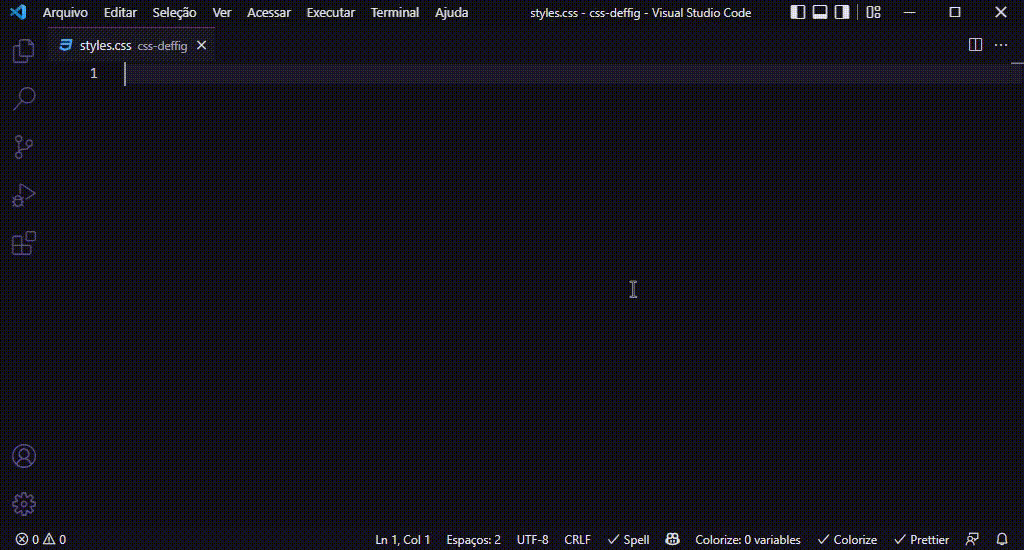 Arquivo Editar Seleção Ver Acessar Executar Terminal Ajuda styles.css - css-deffig - Visual Studio Code
styles.css css-deffig
1
0 0 Ln 1, Col 1 Espaços: 2 UTF-8 CRLF Spell Colorize: 0 variables Colorize Prettier